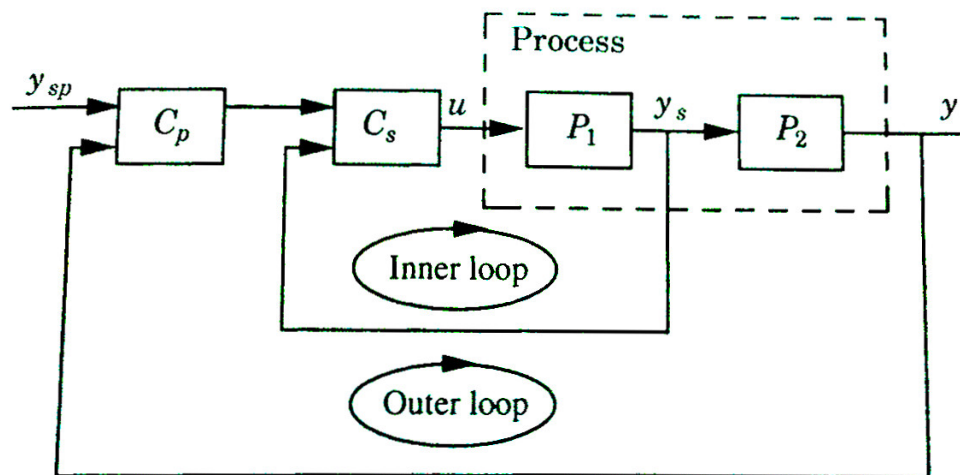 Process
y_sp
C_p
C_s
u
P_1
y_s
P_2
y
Inner loop
Outer loop